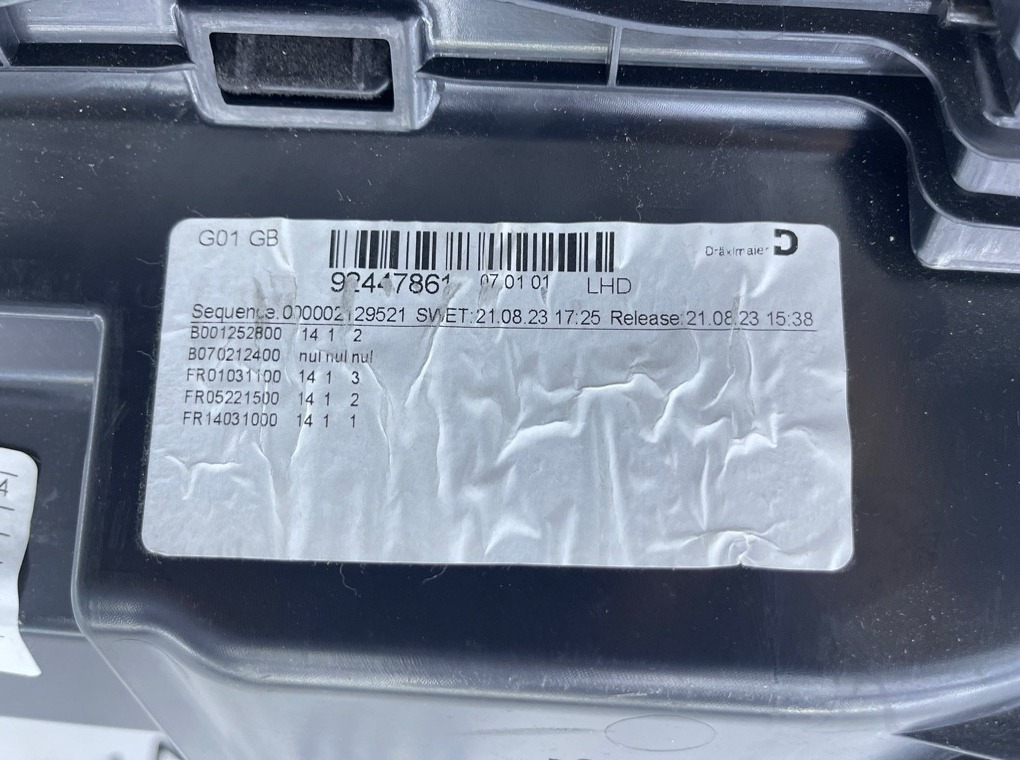 G01 GB
Dräxlmaier D
92447861 07.01.01 LHD
Sequence:000002129521 SWET:21.08.23 17:25 Release:21.08.23 15:38
B001252800 14 1 2
B070212400 nul nul nul
FR01031100 14 1 3
FR05221500 14 1 2
FR14031000 14 1 1
4